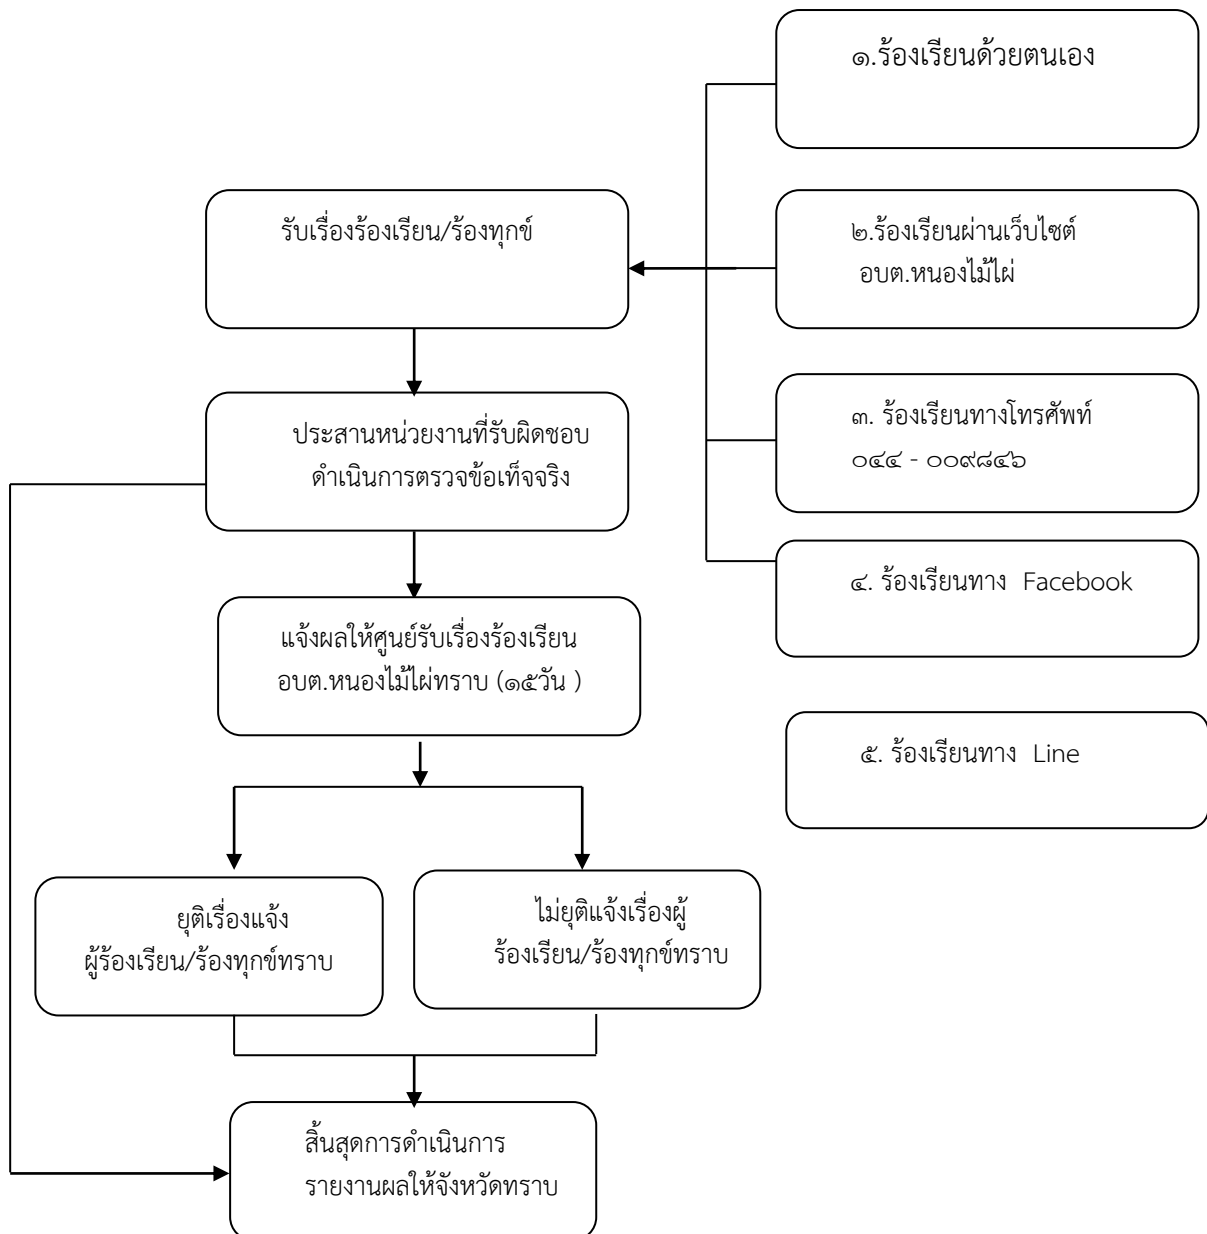 ๑.ร้องเรียนด้วยตนเอง
รับเรื่องร้องเรียน/ร้องทุกข์
๒.ร้องเรียนผ่านเว็บไซต์
อบต.หนองไม้ไผ่
๓. ร้องเรียนทางโทรศัพท์
๐๔๔ - ๐๐๙๘๔๖
ประสานหน่วยงานที่รับผิดชอบ
ดำเนินการตรวจข้อเท็จจริง
๔. ร้องเรียนทาง Facebook
แจ้งผลให้ศูนย์รับเรื่องร้องเรียน
อบต.หนองไม้ไผ่ทราบ (๑๕วัน )
๕. ร้องเรียนทาง Line
ยุติเรื่องแจ้ง
ผู้ร้องเรียน/ร้องทุกข์ทราบ
ไม่ยุติแจ้งเรื่องผู้
ร้องเรียน/ร้องทุกข์ทราบ
สิ้นสุดการดำเนินการ
รายงานผลให้จังหวัดทราบ